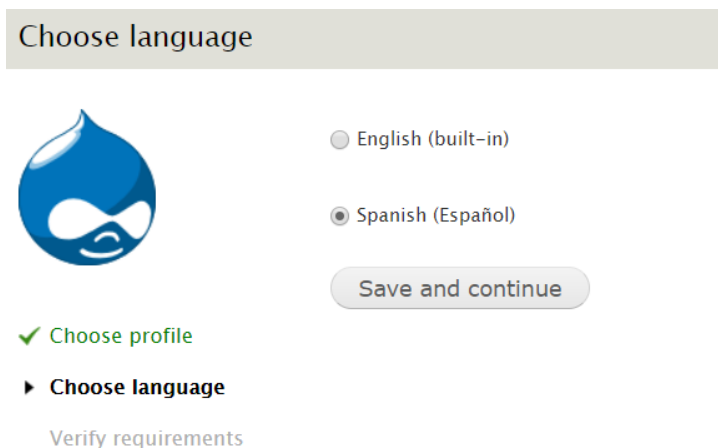 Choose language
English (built-in)
Spanish (Español)
Save and continue
Choose profile
Choose language
Verify requirements